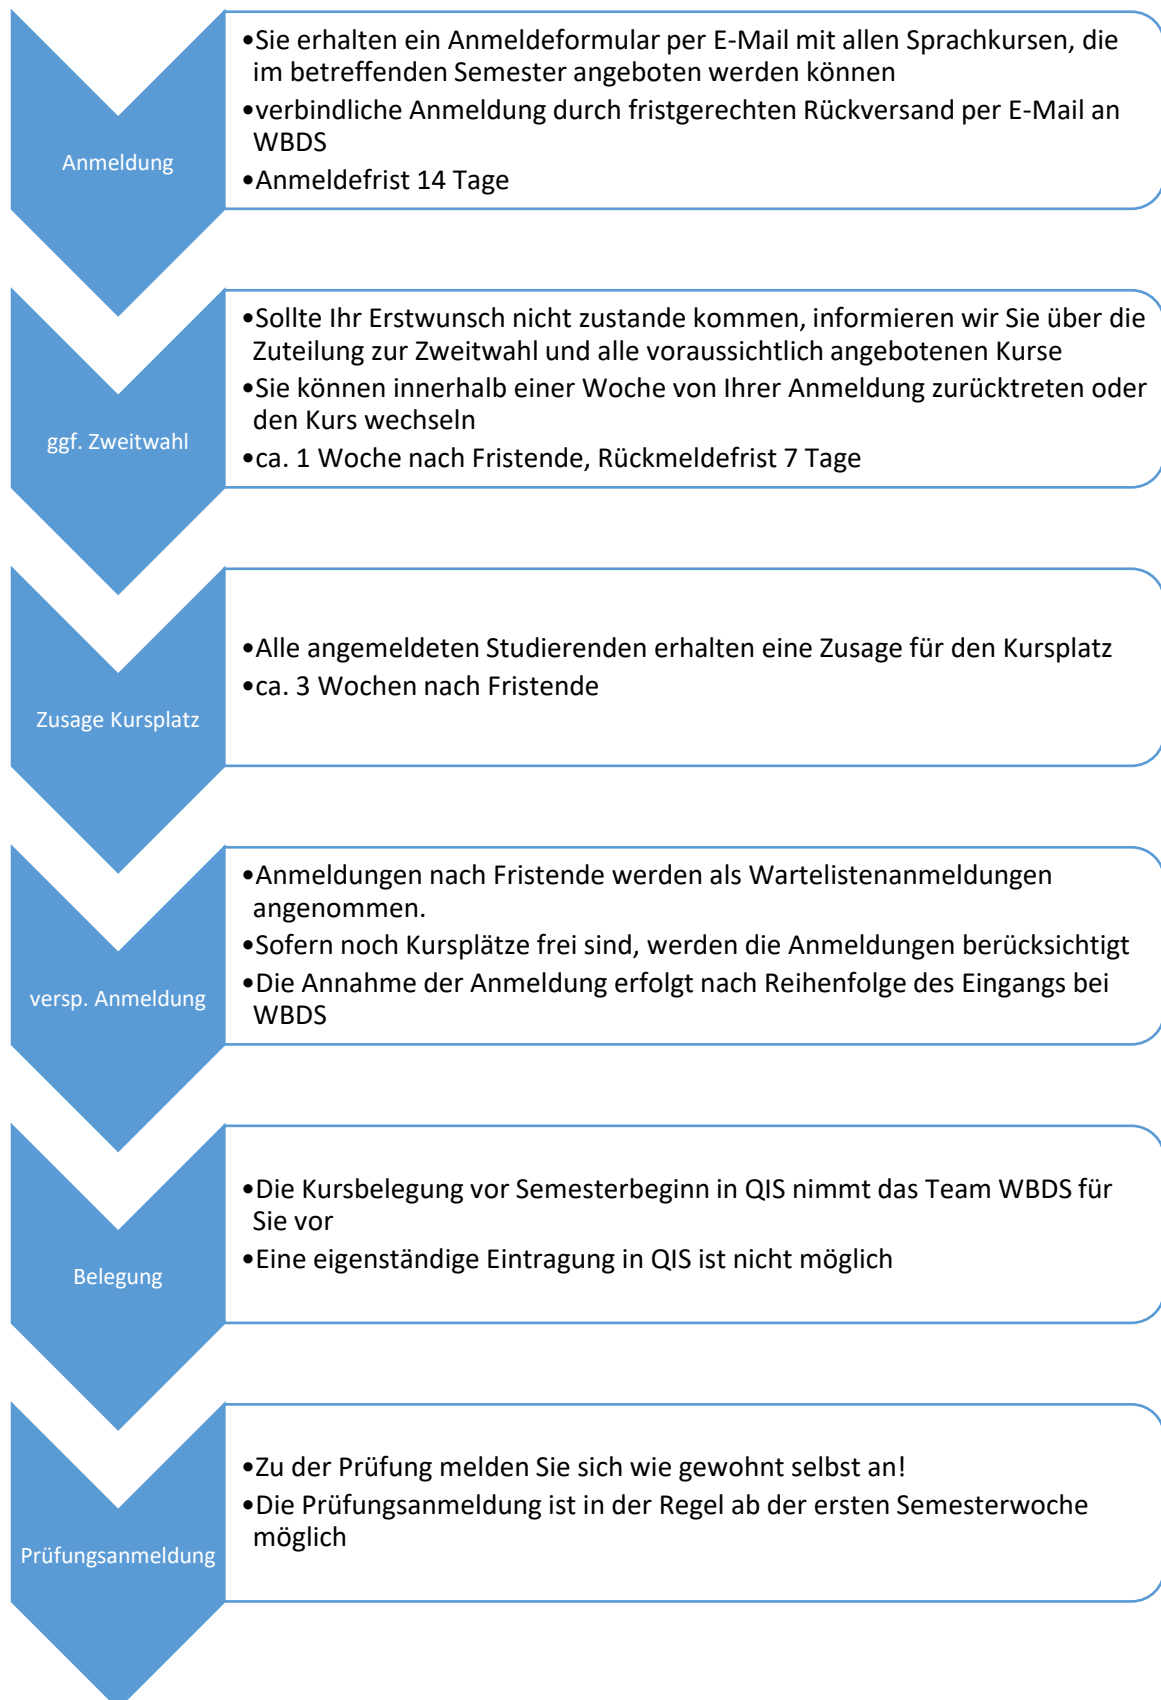 Anmeldung
•Sie erhalten ein Anmeldeformular per E-Mail mit allen Sprachkursen, die
im betreffenden Semester angeboten werden können
•verbindliche Anmeldung durch fristgerechten Rückversand per E-Mail an
WBDS
•Anmeldefrist 14 Tage
ggf. Zweitwahl
•Sollte Ihr Erstwunsch nicht zustande kommen, informieren wir Sie über die
Zuteilung zur Zweitwahl und alle voraussichtlich angebotenen Kurse
•Sie können innerhalb einer Woche von Ihrer Anmeldung zurücktreten oder
den Kurs wechseln
•ca. 1 Woche nach Fristende, Rückmeldefrist 7 Tage
Zusage Kursplatz
•Alle angemeldeten Studierenden erhalten eine Zusage für den Kursplatz
•ca. 3 Wochen nach Fristende
versp. Anmeldung
•Anmeldungen nach Fristende werden als Wartelistenanmeldungen
angenommen.
•Sofern noch Kursplätze frei sind, werden die Anmeldungen berücksichtigt
•Die Annahme der Anmeldung erfolgt nach Reihenfolge des Eingangs bei
WBDS
Belegung
•Die Kursbelegung vor Semesterbeginn in QIS nimmt das Team WBDS für
Sie vor
•Eine eigenständige Eintragung in QIS ist nicht möglich
Prüfungsanmeldung
•Zu der Prüfung melden Sie sich wie gewohnt selbst an!
•Die Prüfungsanmeldung ist in der Regel ab der ersten Semesterwoche
möglich